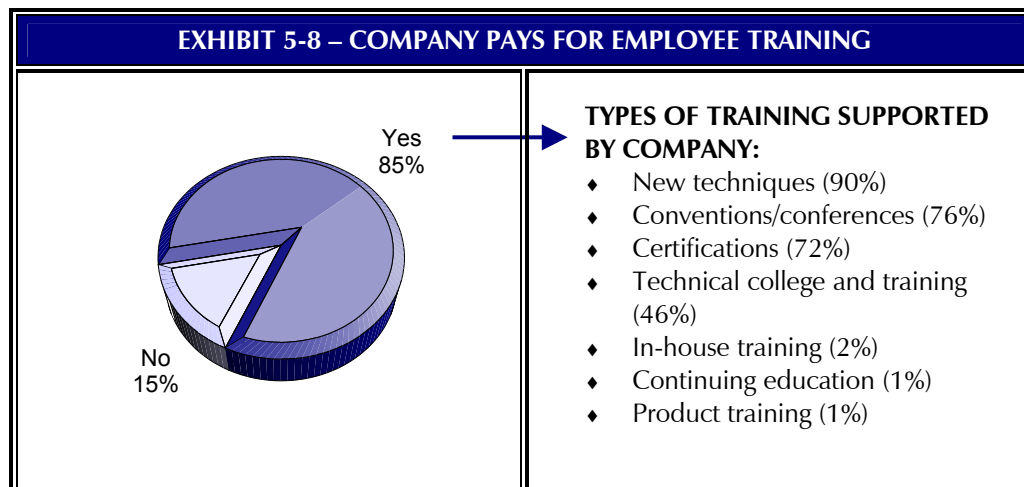 EXHIBIT 5-8 – COMPANY PAYS FOR EMPLOYEE TRAINING
Yes
85%
No
15%
TYPES OF TRAINING SUPPORTED
BY COMPANY:
♦ New techniques (90%)
♦ Conventions/conferences (76%)
♦ Certifications (72%)
♦ Technical college and training
(46%)
♦ In-house training (2%)
♦ Continuing education (1%)
♦ Product training (1%)